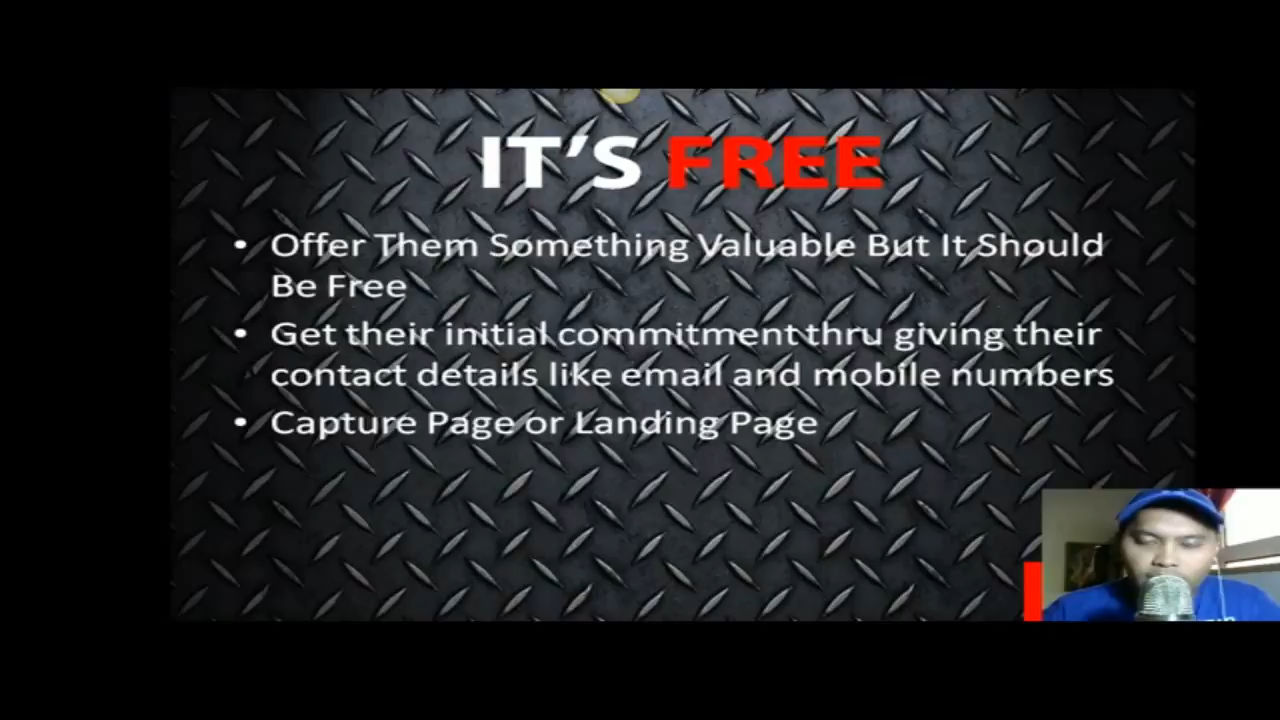 IT'S FREE
• Offer Them Something Valuable But It Should
Be Free
• Get their initial commitment thru giving their
contact details like email and mobile numbers
• Capture Page or Landing Page